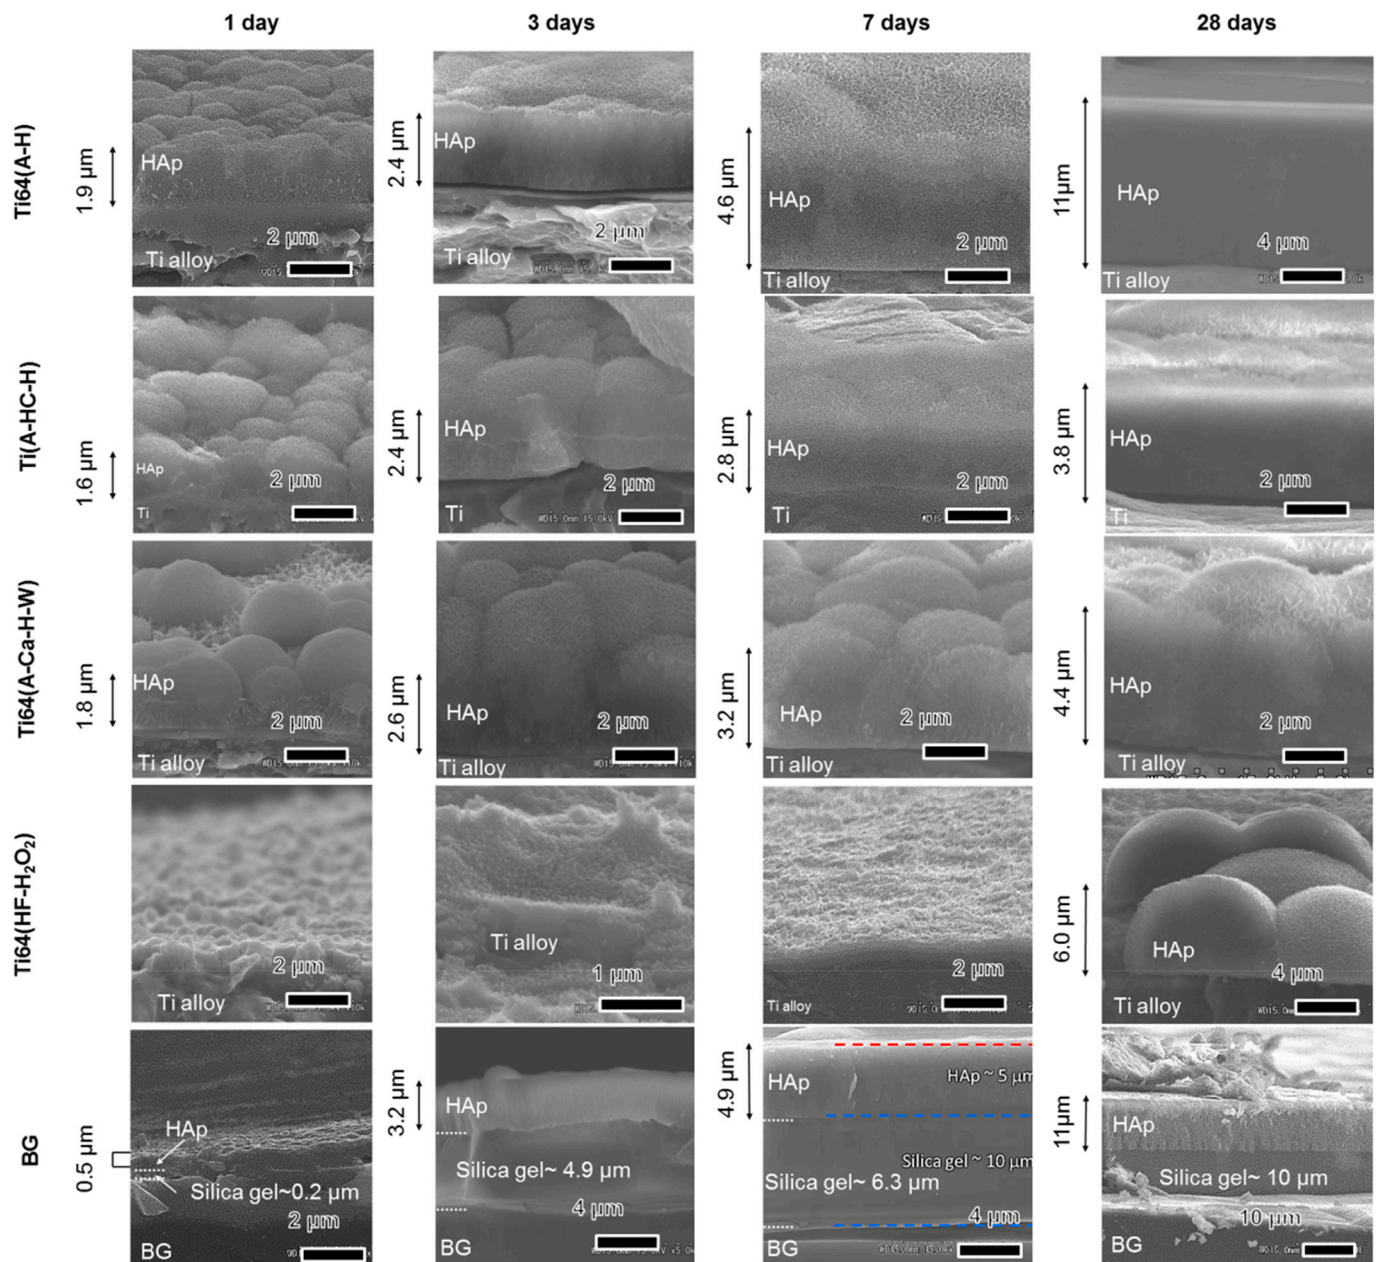 1 day
3 days
7 days
28 days
Ti64(A-H)
1.9 µm
HAp
2 µm
Ti alloy
2.4 µm
HAp
2 µm
Ti alloy
4.6 µm
HAp
2 µm
Ti alloy
11µm
HAp
4 µm
Ti alloy
Ti(A-HC-H)
1.6 µm
HAp
2 µm
Ti
2.4 µm
HAp
2 µm
Ti
2.8 µm
HAp
2 µm
Ti
3.8 µm
HAp
2 µm
Ti
Ti64(A-Ca-H-W)
1.8 µm
HAp
2 µm
Ti alloy
2.6 µm
HAp
2 µm
Ti alloy
3.2 µm
HAp
2 µm
Ti alloy
4.4 µm
HAp
2 µm
Ti alloy
Ti64(HF-H₂O₂)
2 µm
Ti alloy
Ti alloy
1 µm
2 µm
Ti alloy
6.0 µm
HAp
4 µm
Ti alloy
BG
0.5 µm
HAp
Silica gel~0.2 µm
2 µm
BG
3.2 µm
HAp
Silica gel~ 4.9 µm
4 µm
BG
4.9 µm
HAp
HAp ~ 5 µm
Silica gel ~ 10 µm
Silica gel~ 6.3 µm
4 µm
BG
11µm
HAp
Silica gel~ 10 µm
10 µm
BG